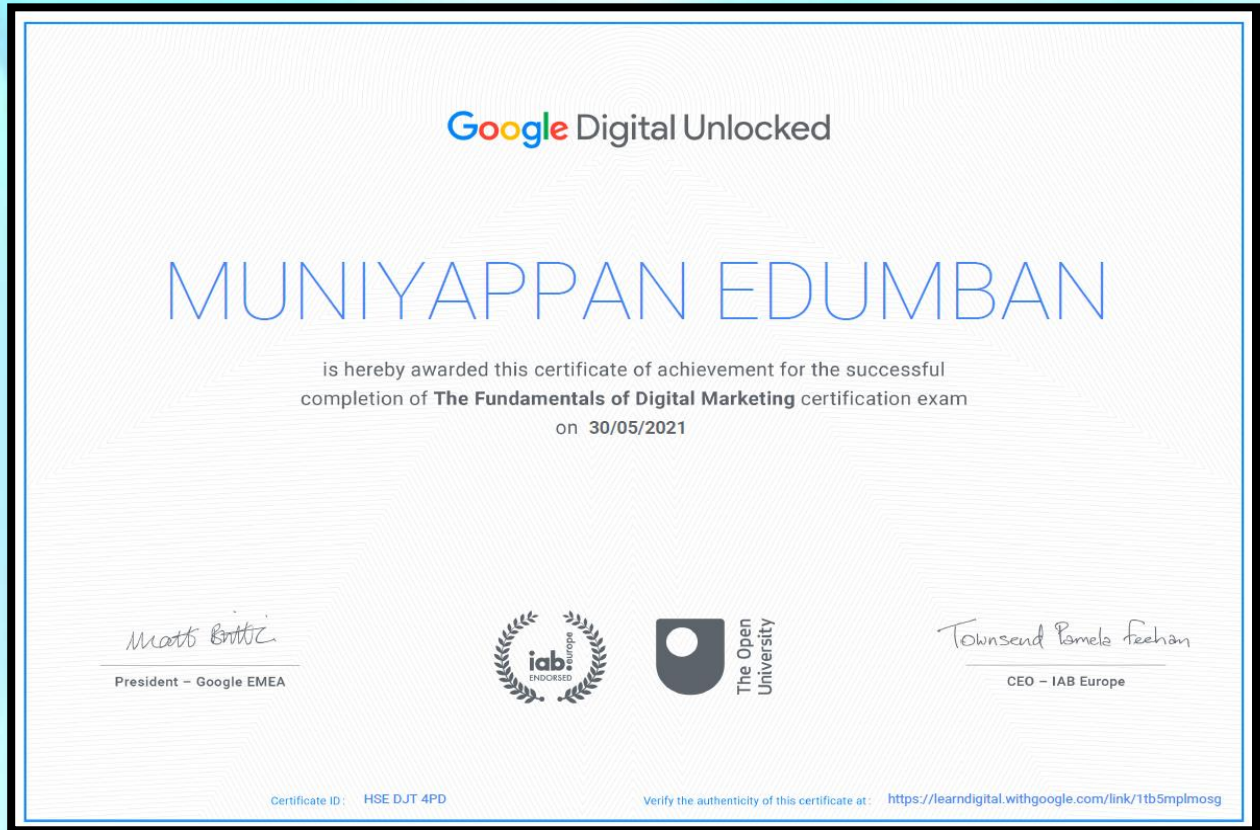 Google Digital Unlocked
MUNIYAPPAN EDUMBAN
is hereby awarded this certificate of achievement for the successful
completion of The Fundamentals of Digital Marketing certification exam
on 30/05/2021
Matt Brittin
President – Google EMEA
iab.europe
ENDORSED
The Open
University
Townsend Pamela Feehan
CEO – IAB Europe
Certificate ID : HSE DJT 4PD
Verify the authenticity of this certificate at : https://learndigital.withgoogle.com/link/1tb5mplmosg